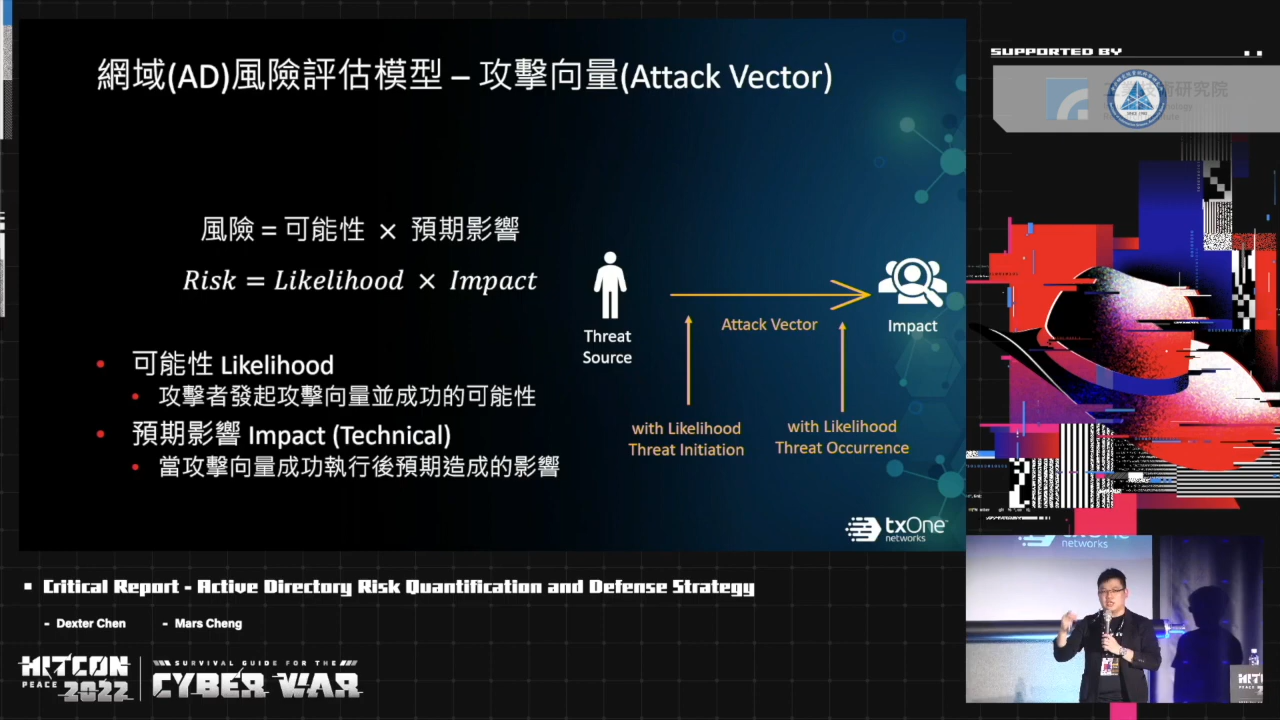 網域(AD)風險評估模型 – 攻擊向量(Attack Vector)
風險 = 可能性 × 預期影響
Risk = Likelihood × Impact
• 可能性 Likelihood
• 攻擊者發起攻擊向量並成功的可能性
• 預期影響 Impact (Technical)
• 當攻擊向量成功執行後預期造成的影響
Threat
Source
Attack Vector
Impact
with Likelihood
Threat Initiation
with Likelihood
Threat Occurrence
txOne
networks
SUPPORTED BY
networks
Critical Report - Active Directory Risk Quantification and Defense Strategy
- Dexter Chen
- Mars Cheng
HITCON
PEACE 2022
SURVIVAL GUIDE FOR THE
CYBER WAR